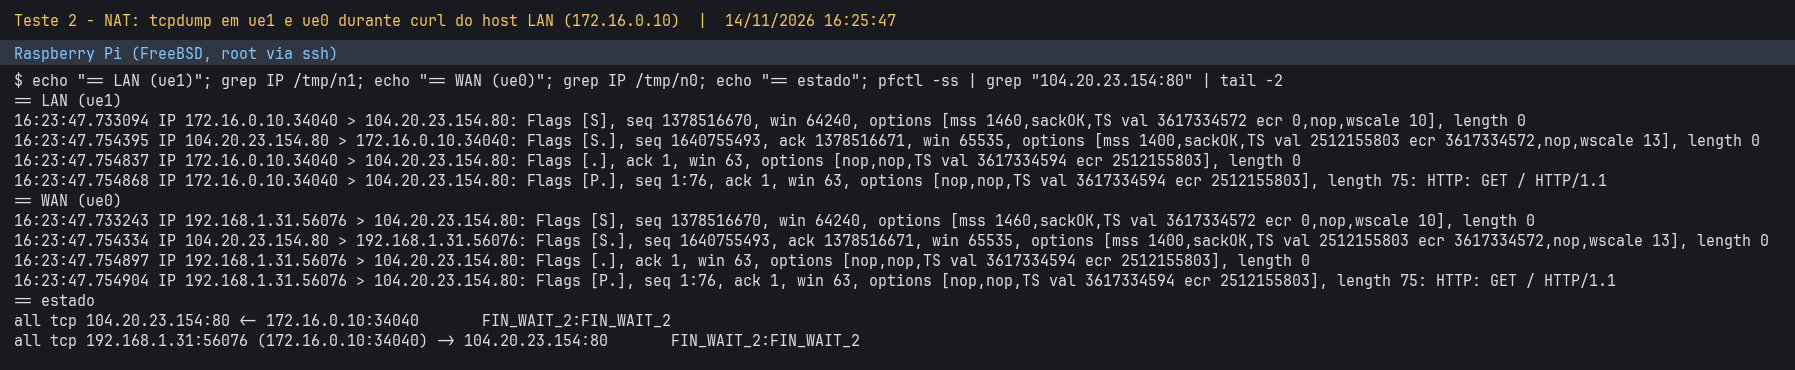 Teste 2 - NAT: tcpdump em ue1 e ue0 durante curl do host LAN (172.16.0.10)  |  14/11/2026 16:25:47
Raspberry Pi (FreeBSD, root via ssh)
$ echo "== LAN (ue1)"; grep IP /tmp/n1; echo "== WAN (ue0)"; grep IP /tmp/n0; echo "== estado"; pfctl -ss | grep "104.20.23.154:80" | tail -2
== LAN (ue1)
16:23:47.733094 IP 172.16.0.10.34040 > 104.20.23.154.80: Flags [S], seq 1378516670, win 64240, options [mss 1460,sackOK,TS val 3617334572 ecr 0,nop,wscale 10], length 0
16:23:47.754395 IP 104.20.23.154.80 > 172.16.0.10.34040: Flags [S.], seq 1640755493, ack 1378516671, win 65535, options [mss 1400,sackOK,TS val 2512155803 ecr 3617334572,nop,wscale 13], length 0
16:23:47.754837 IP 172.16.0.10.34040 > 104.20.23.154.80: Flags [.], ack 1, win 63, options [nop,nop,TS val 3617334594 ecr 2512155803], length 0
16:23:47.754868 IP 172.16.0.10.34040 > 104.20.23.154.80: Flags [P.], seq 1:76, ack 1, win 63, options [nop,nop,TS val 3617334594 ecr 2512155803], length 75: HTTP: GET / HTTP/1.1
== WAN (ue0)
16:23:47.733243 IP 192.168.1.31.56076 > 104.20.23.154.80: Flags [S], seq 1378516670, win 64240, options [mss 1460,sackOK,TS val 3617334572 ecr 0,nop,wscale 10], length 0
16:23:47.754334 IP 104.20.23.154.80 > 192.168.1.31.56076: Flags [S.], seq 1640755493, ack 1378516671, win 65535, options [mss 1400,sackOK,TS val 2512155803 ecr 3617334572,nop,wscale 13], length 0
16:23:47.754897 IP 192.168.1.31.56076 > 104.20.23.154.80: Flags [.], ack 1, win 63, options [nop,nop,TS val 3617334594 ecr 2512155803], length 0
16:23:47.754904 IP 192.168.1.31.56076 > 104.20.23.154.80: Flags [P.], seq 1:76, ack 1, win 63, options [nop,nop,TS val 3617334594 ecr 2512155803], length 75: HTTP: GET / HTTP/1.1
== estado
all tcp 104.20.23.154:80 <- 172.16.0.10:34040       FIN_WAIT_2:FIN_WAIT_2
all tcp 192.168.1.31:56076 (172.16.0.10:34040) -> 104.20.23.154:80       FIN_WAIT_2:FIN_WAIT_2